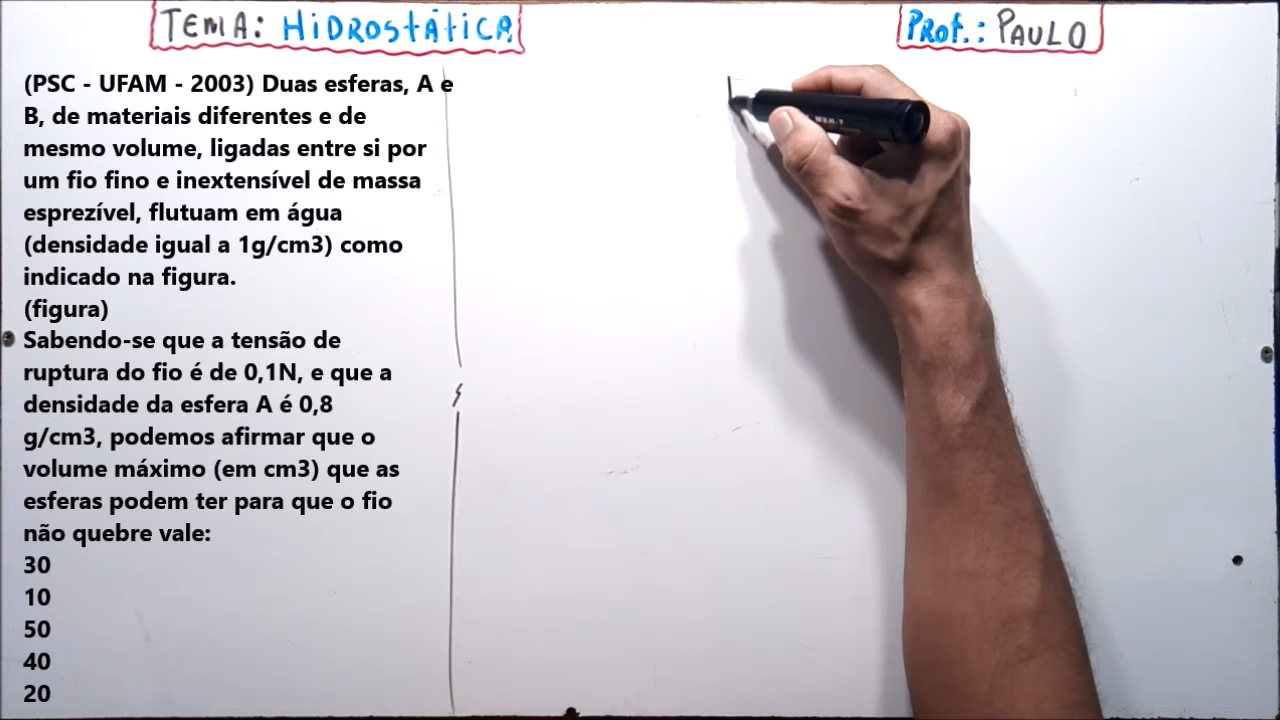 TEMA: HIDROSTÁTICA
PROF.: PAULO
(PSC - UFAM - 2003) Duas esferas, A e
B, de materiais diferentes e de
mesmo volume, ligadas entre si por
um fio fino e inextensível de massa
esprezível, flutuam em água
(densidade igual a 1g/cm3) como
indicado na figura.
(figura)
Sabendo-se que a tensão de
ruptura do fio é de 0,1N, e que a
densidade da esfera A é 0,8
g/cm3, podemos afirmar que o
volume máximo (em cm3) que as
esferas podem ter para que o fio
não quebre vale:
30
10
50
40
20